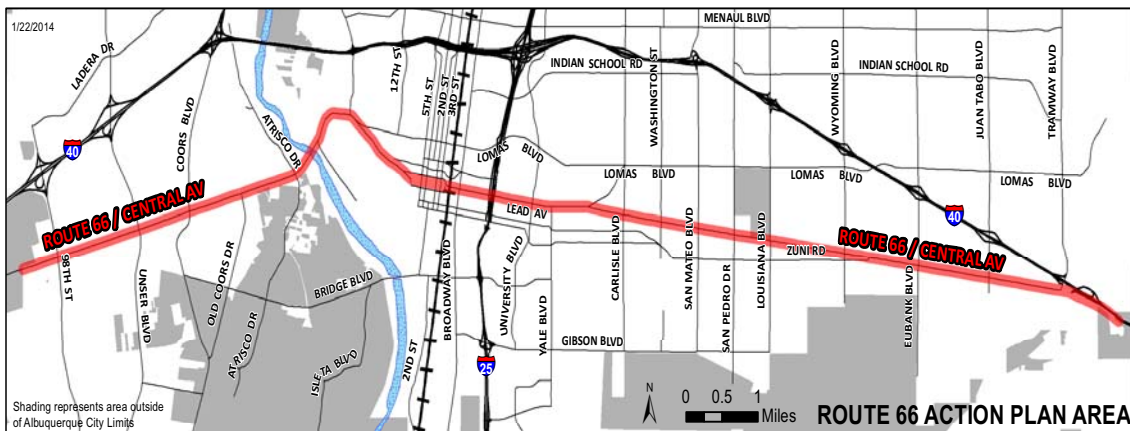 1/22/2014
MENAUL BLVD
LADERA DR
12TH ST
5TH ST
2ND ST
3RD ST
INDIAN SCHOOL RD
WASHINGTON ST
INDIAN SCHOOL RD
WYOMING BLVD
JUAN TABO BLVD
TRAMWAY BLVD
COORS BLVD
ATRISCO DR
40
LOMAS BLVD
LOMAS BLVD
LOMAS BLVD
LOMAS BLVD
ROUTE 66 / CENTRAL AV
LEAD AV
40
ROUTE 66 / CENTRAL AV
ZUNI RD
98TH ST
UNSER BLVD
OLD COORS DR
BRIDGE BLVD
BROADWAY BLVD
UNIVERSITY BLVD
YALE BLVD
CARLISLE BLVD
SAN MATEO BLVD
SAN PEDRO DR
LOUISIANA BLVD
EUBANK BLVD
ATRISCO DR
ISLETA BLVD
2ND ST
25
GIBSON BLVD
N
0 0.5 1
Miles
Shading represents area outside
of Albuquerque City Limits
ROUTE 66 ACTION PLAN AREA